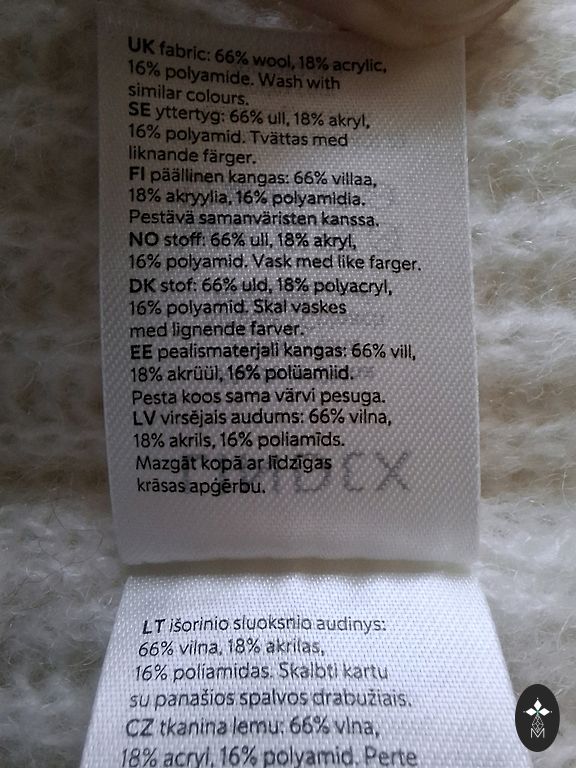 UK fabric: 66% wool, 18% acrylic,
16% polyamide. Wash with
similar colours.
SE yttertyg: 66% ull, 18% akryl,
16% polyamid. Tvättas med
liknande färger.
FI päällinen kangas: 66% villaa,
18% akryylia, 16% polyamidia.
Pestävä samanväristen kanssa.
NO stoff: 66% ull, 18% akryl,
16% polyamid. Vask med like farger.
DK stof: 66% uld, 18% polyacryl,
16% polyamid. Skal vaskes
med lignende farver.
EE pealismaterjali kangas: 66% vill,
18% akrüül, 16% polüamiid.
Pesta koos sama värvi pesuga.
LV virsējais audums: 66% vilna,
18% akrils, 16% poliamīds.
Mazgāt kopā ar līdzīgas
krāsas apģērbu.
LT išorinio sluoksnio audinys:
66% vilna, 18% akrilas,
16% poliamidas. Skalbti kartu
su panašios spalvos drabužiais.
CZ tkanina lemu: 66% vlna,
18% acryl, 16% polyamid. Perte
M